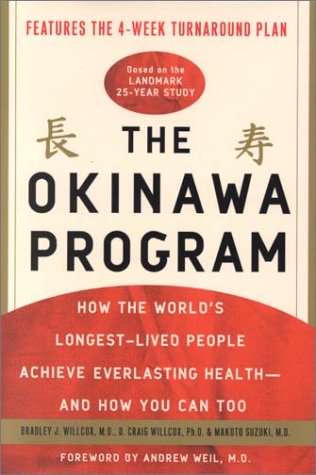 FEATURES THE 4-WEEK TURNAROUND PLAN
Based on the
LANDMARK
25-YEAR STUDY
長 THE 寿
OKINAWA
PROGRAM
HOW THE WORLD'S
LONGEST-LIVED PEOPLE
ACHIEVE EVERLASTING HEALTH—
AND HOW YOU CAN TOO
BRADLEY J. WILLCOX, M.D., D. CRAIG WILLCOX, Ph.D. & MAKOTO SUZUKI, M.D.
FOREWORD BY ANDREW WEIL, M.D.